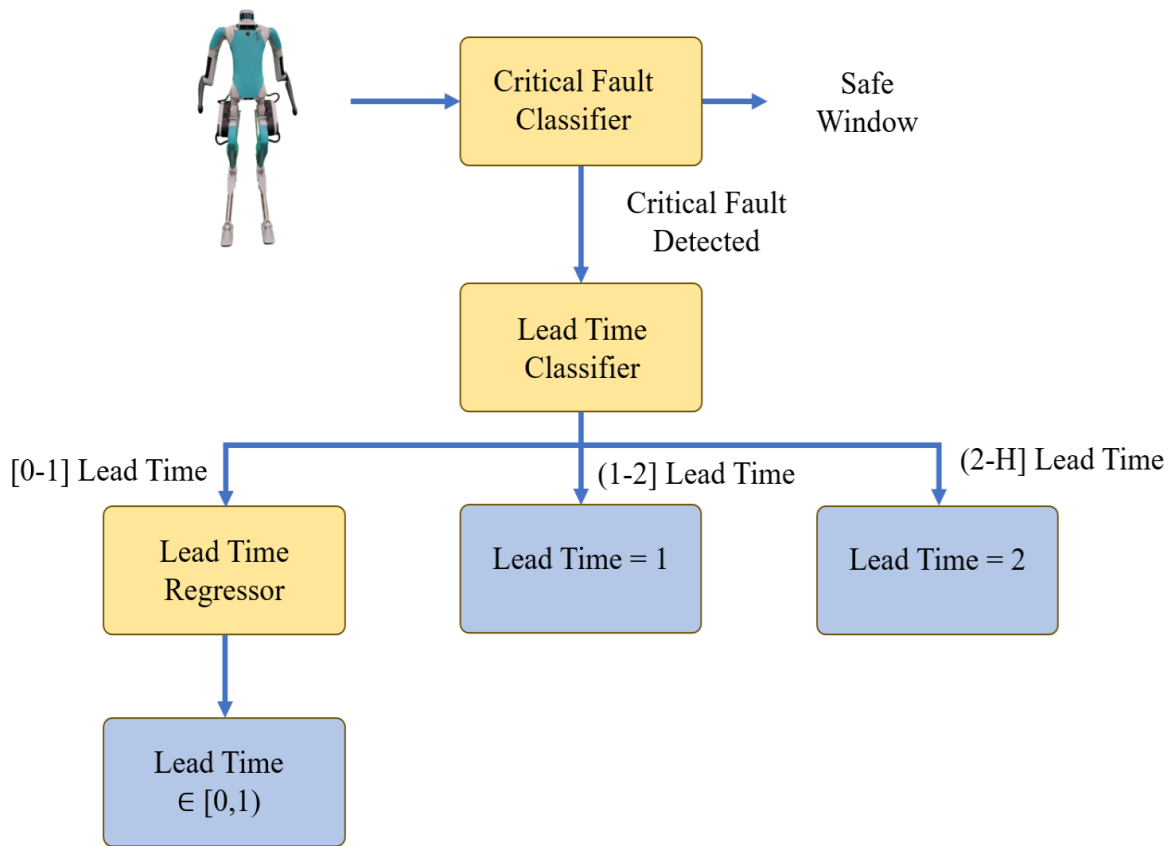 Critical Fault
Classifier
Safe
Window
Critical Fault
Detected
Lead Time
Classifier
[0-1] Lead Time
(1-2] Lead Time
(2-H] Lead Time
Lead Time
Regressor
Lead Time = 1
Lead Time = 2
Lead Time
∈ [0,1)